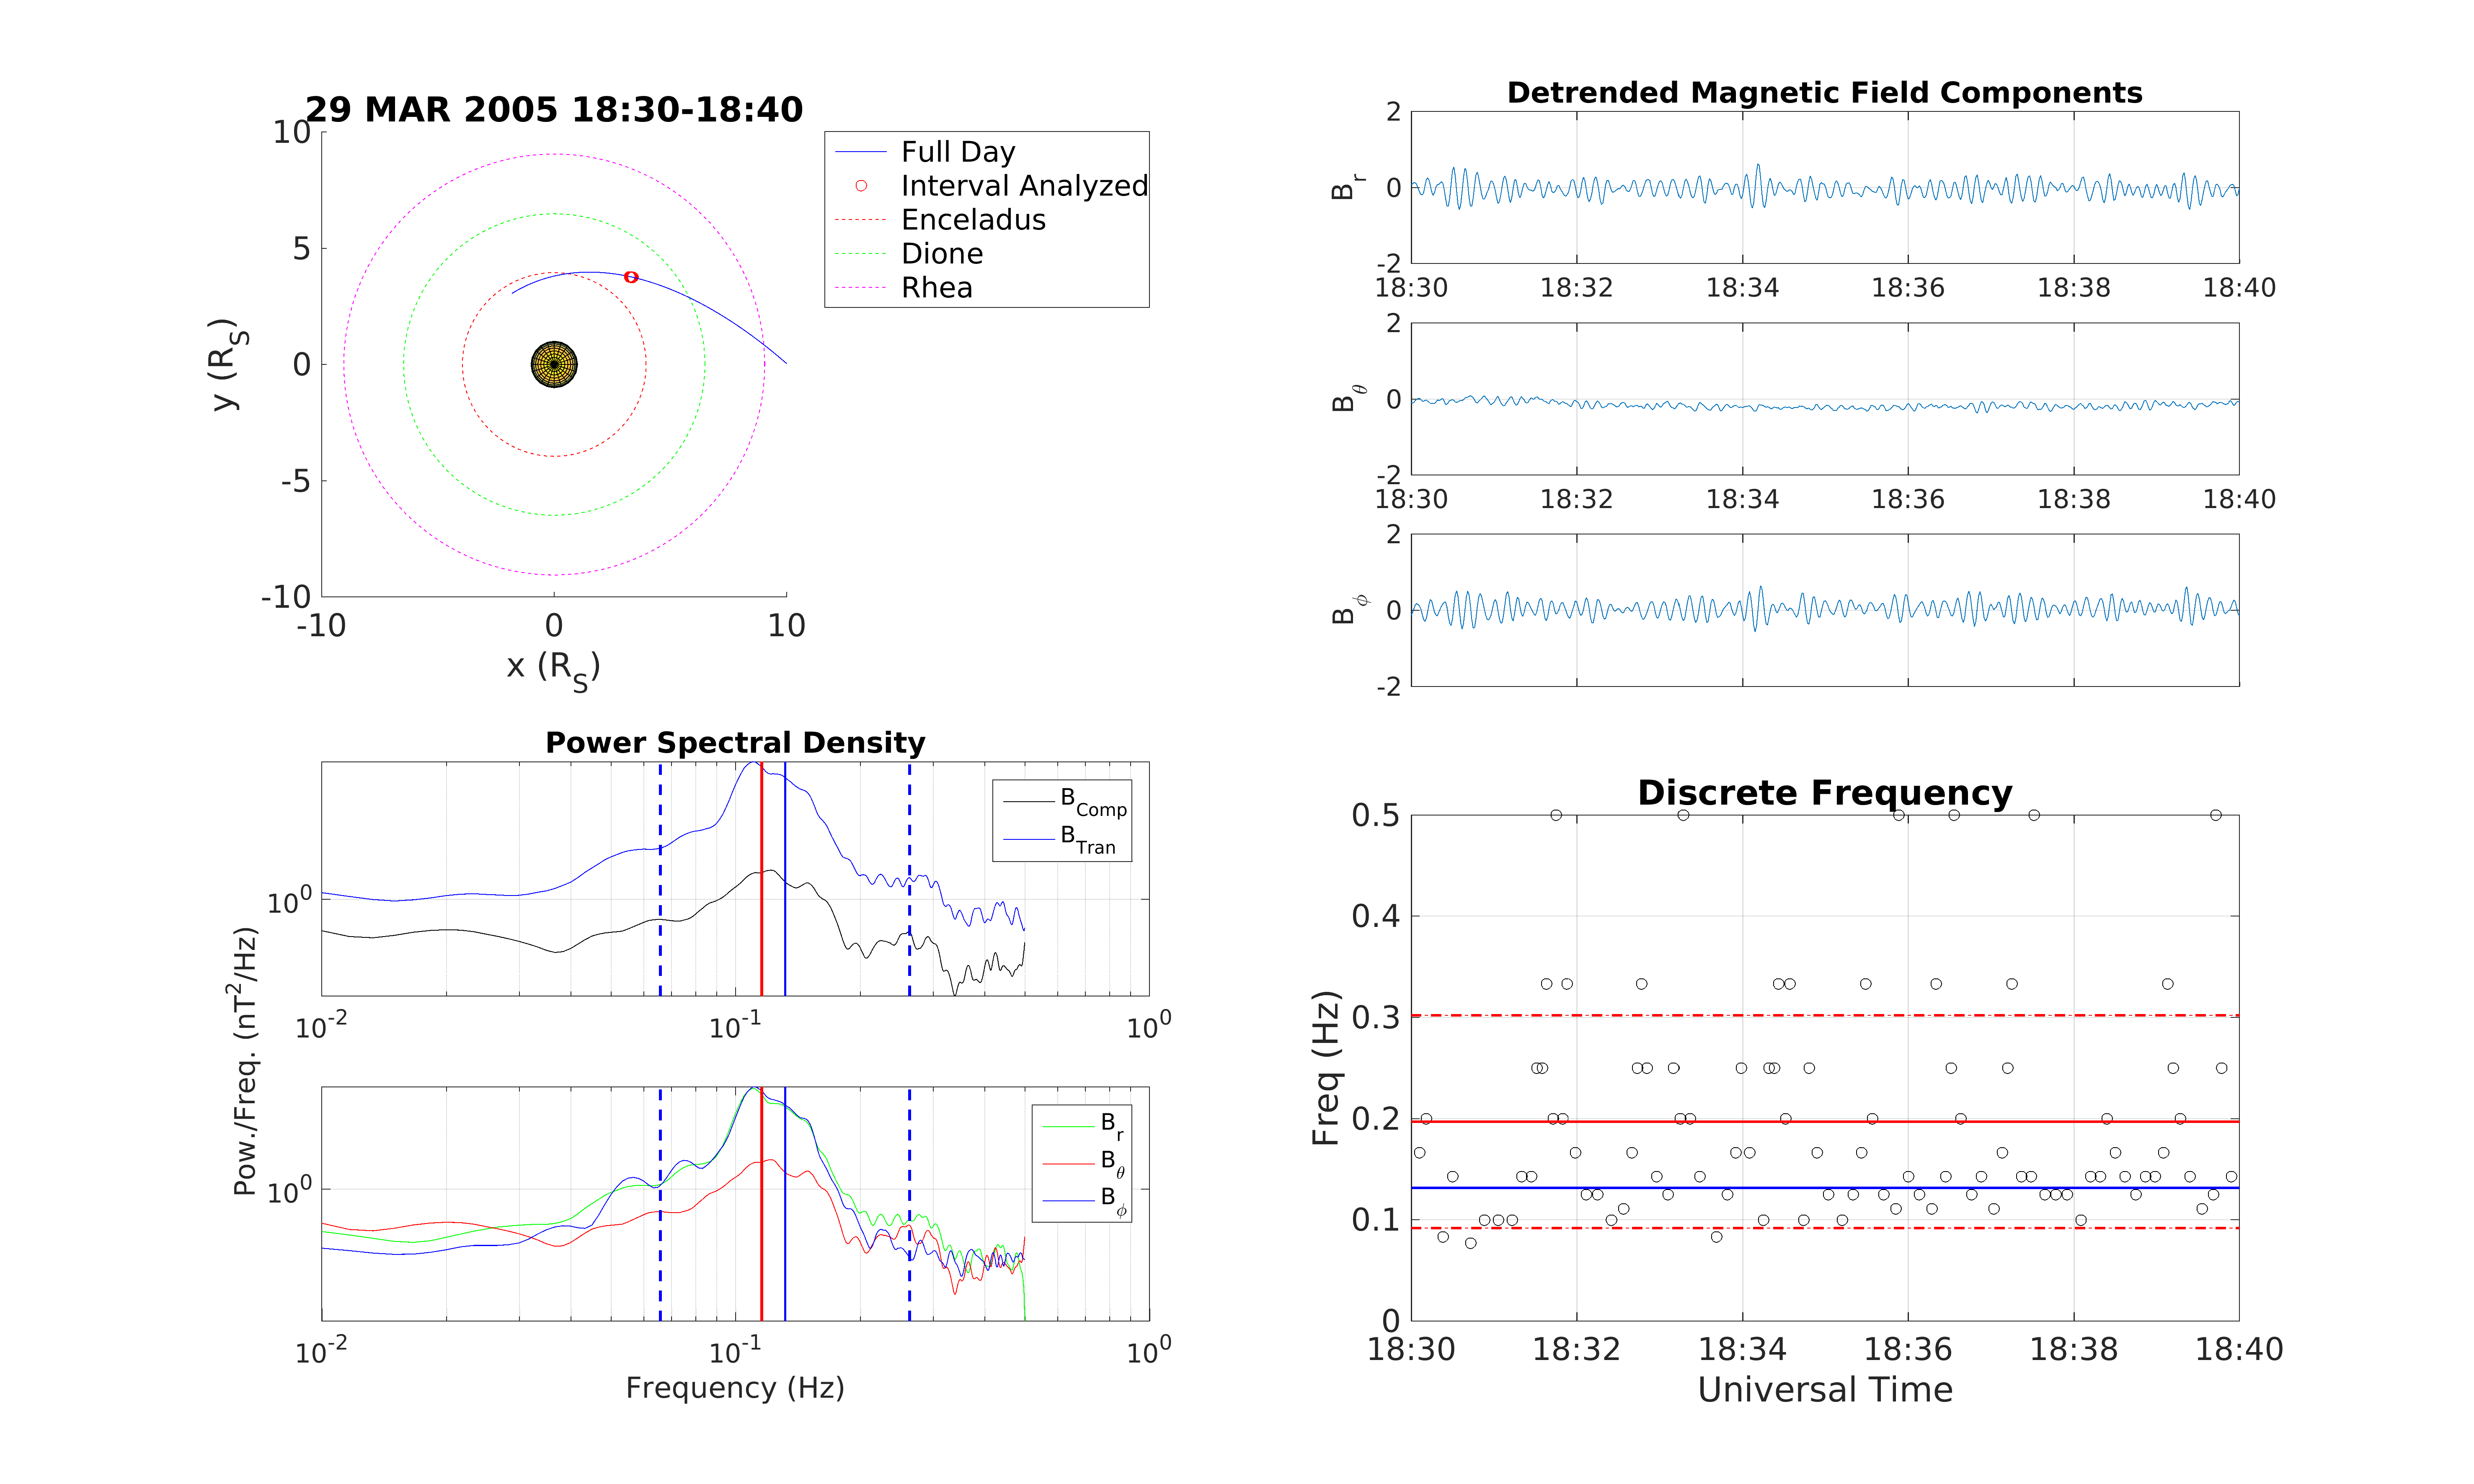 29 MAR 2005 18:30-18:40
10
5
0
-5
-10
-10 0 10
y (R_S)
x (R_S)
Full Day
Interval Analyzed
Enceladus
Dione
Rhea
Detrended Magnetic Field Components
2
0
-2
B_r
18:30 18:32 18:34 18:36 18:38 18:40
2
0
-2
B_θ
18:30 18:32 18:34 18:36 18:38 18:40
2
0
-2
B_ϕ
Power Spectral Density
10^0
B_Comp
B_Tran
10^-2 10^-1 10^0
Pow./Freq. (nT^2/Hz)
10^0
B_r
B_θ
B_ϕ
10^-2 10^-1 10^0
Frequency (Hz)
Discrete Frequency
0.5
0.4
0.3
0.2
0.1
0
Freq (Hz)
18:30 18:32 18:34 18:36 18:38 18:40
Universal Time